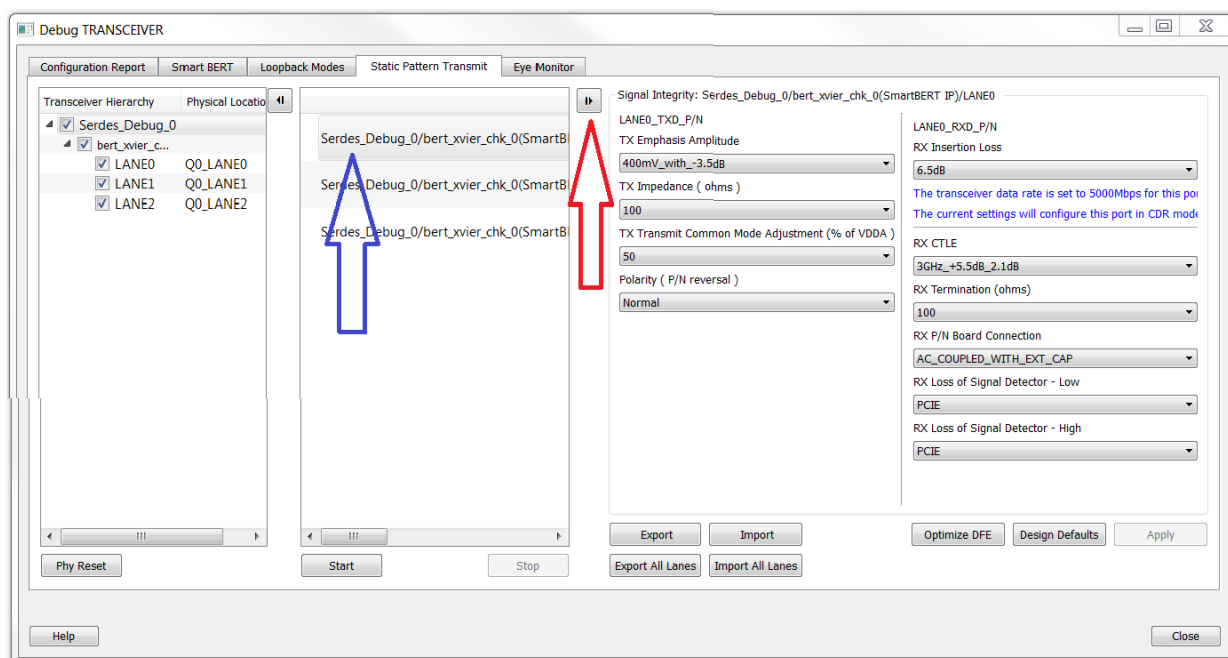 Debug TRANSCEIVER
Configuration Report
Smart BERT
Loopback Modes
Static Pattern Transmit
Eye Monitor
Transceiver Hierarchy
Physical Locatio
Serdes_Debug_0
bert_xvier_c...
LANE0
Q0_LANE0
LANE1
Q0_LANE1
LANE2
Q0_LANE2
Phy Reset
Serdes_Debug_0/bert_xvier_chk_0(SmartBE
Serdes_Debug_0/bert_xvier_chk_0(SmartBE
Serdes_Debug_0/bert_xvier_chk_0(SmartBE
Start
Stop
Signal Integrity: Serdes_Debug_0/bert_xvier_chk_0(SmartBERT IP)/LANE0
LANE0_TXD_P/N
TX Emphasis Amplitude
400mV_with_-3.5dB
TX Impedance ( ohms )
100
TX Transmit Common Mode Adjustment (% of VDDA )
50
Polarity ( P/N reversal )
Normal
LANE0_RXD_P/N
RX Insertion Loss
6.5dB
The transceiver data rate is set to 5000Mbps for this por
The current settings will configure this port in CDR mode
RX CTLE
3GHz_+5.5dB_2.1dB
RX Termination (ohms)
100
RX P/N Board Connection
AC_COUPLED_WITH_EXT_CAP
RX Loss of Signal Detector - Low
PCIE
RX Loss of Signal Detector - High
PCIE
Export
Import
Optimize DFE
Design Defaults
Apply
Export All Lanes
Import All Lanes
Help
Close